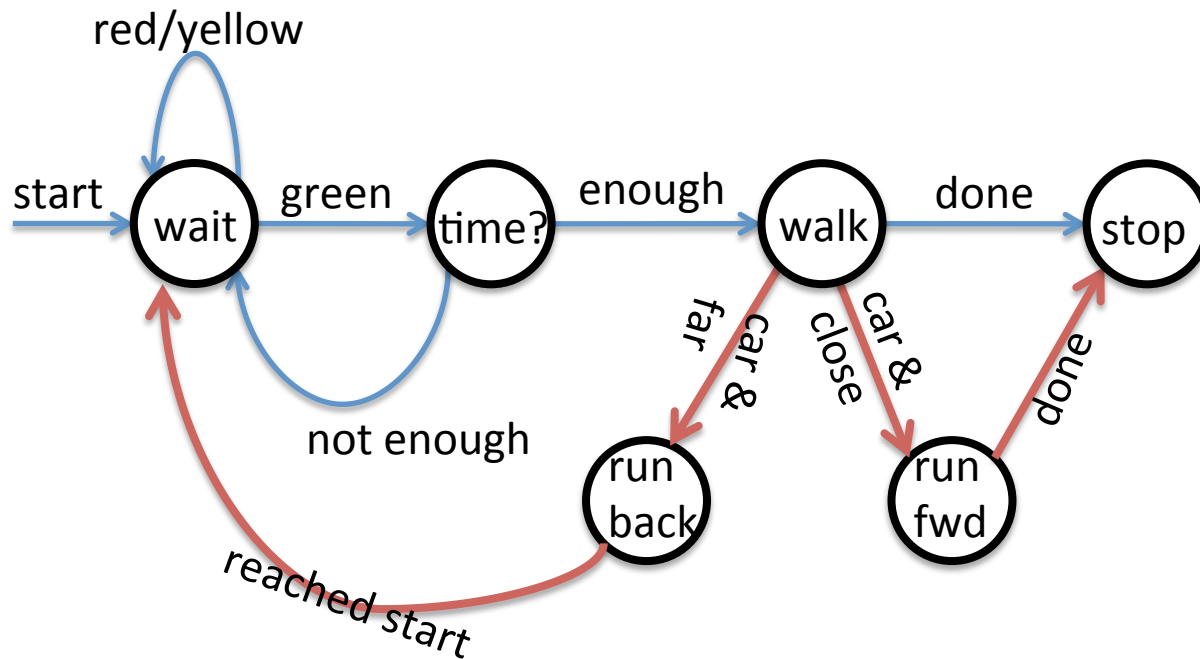 red/yellow
start
wait
green
time?
enough
walk
done
stop
not enough
car &
far
car &
close
done
run
back
run
fwd
reached start